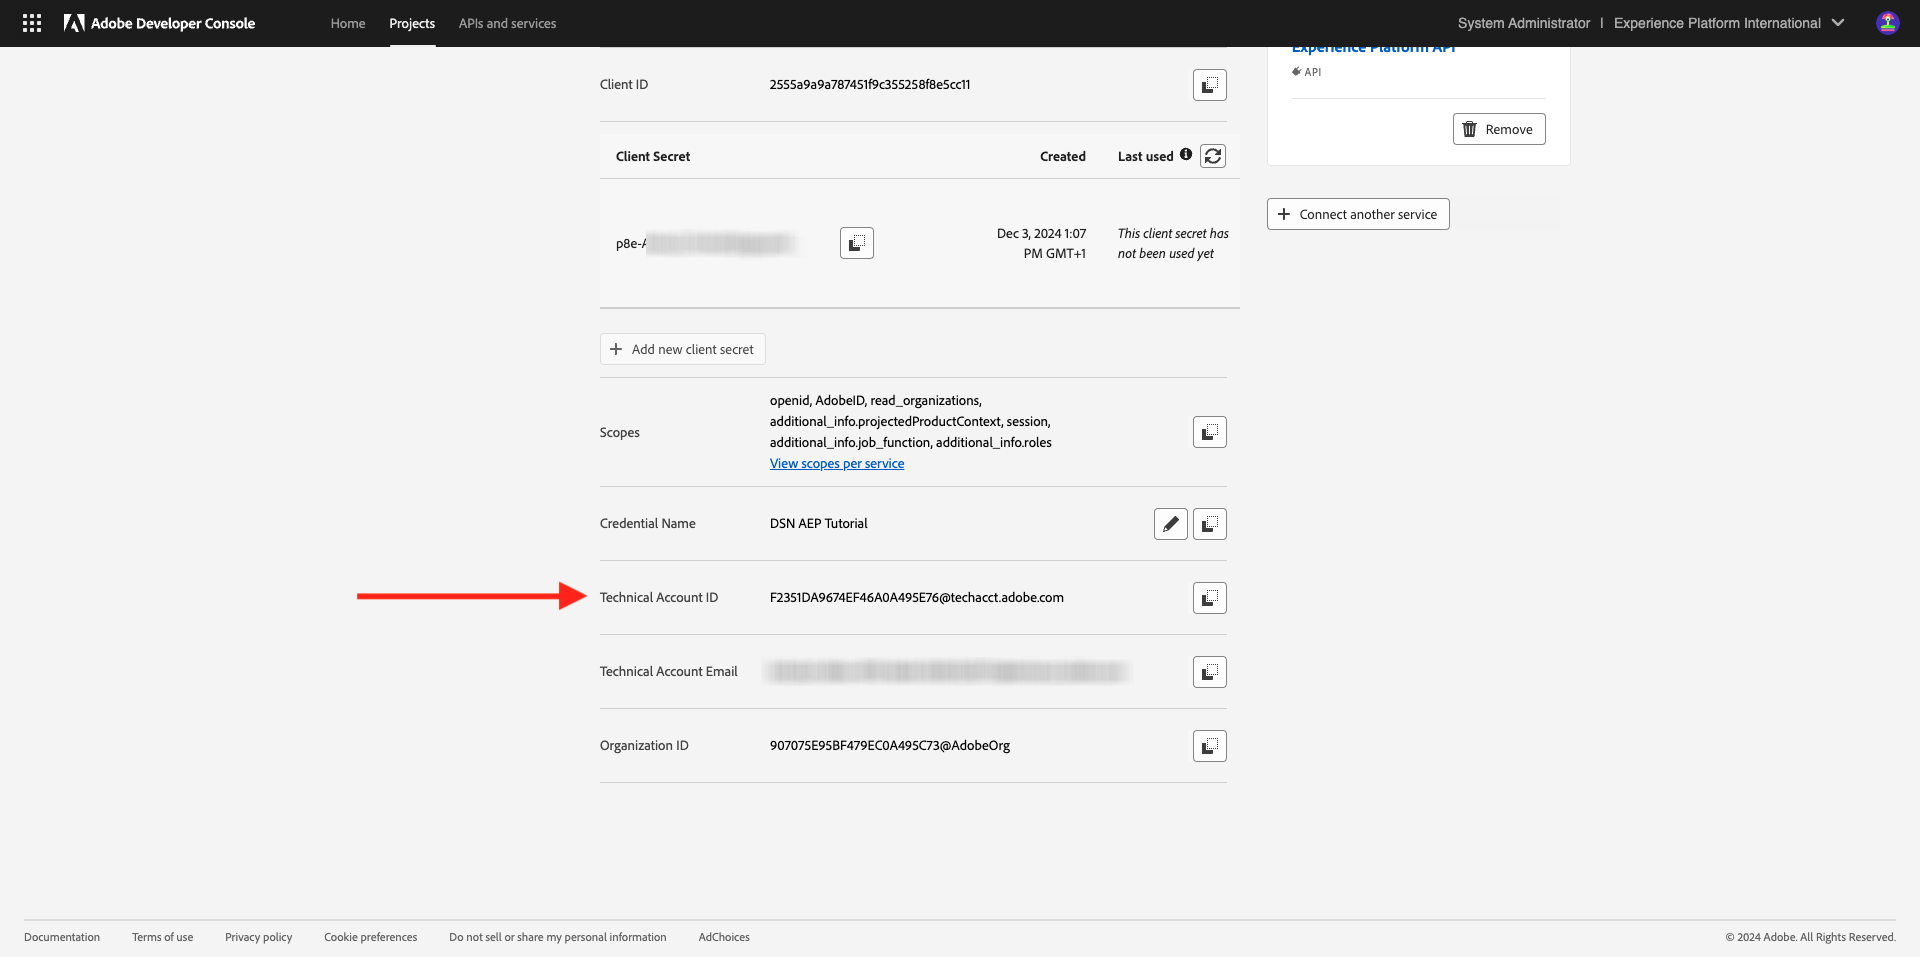 Adobe Developer Console
Home
Projects
APIs and services
System Administrator | Experience Platform International
Experience Platform API
API
Remove
Connect another service
Client ID
2555a9a9a787451f9c355258f8e5cc11
Client Secret
Created
Last used
p8e-A
Dec 3, 2024 1:07
PM GMT+1
This client secret has
not been used yet
Add new client secret
Scopes
openid, AdobeID, read_organizations,
additional_info.projectedProductContext, session,
additional_info.job_function, additional_info.roles
View scopes per service
Credential Name
DSN AEP Tutorial
Technical Account ID
F2351DA9674EF46A0A495E76@techacct.adobe.com
Technical Account Email
Organization ID
907075E95BF479EC0A495C73@AdobeOrg
Documentation
Terms of use
Privacy policy
Cookie preferences
Do not sell or share my personal information
AdChoices
© 2024 Adobe. All Rights Reserved.